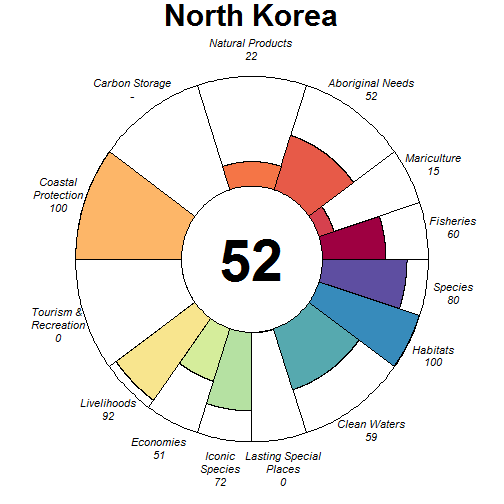 North Korea
Natural Products
22
Carbon Storage
-
Aboriginal Needs
52
Mariculture
15
Coastal
Protection
100
Fisheries
60
52
Species
80
Tourism &
Recreation
0
Habitats
100
Livelihoods
92
Clean Waters
59
Economies
51
Iconic
Species
72
Lasting Special
Places
0